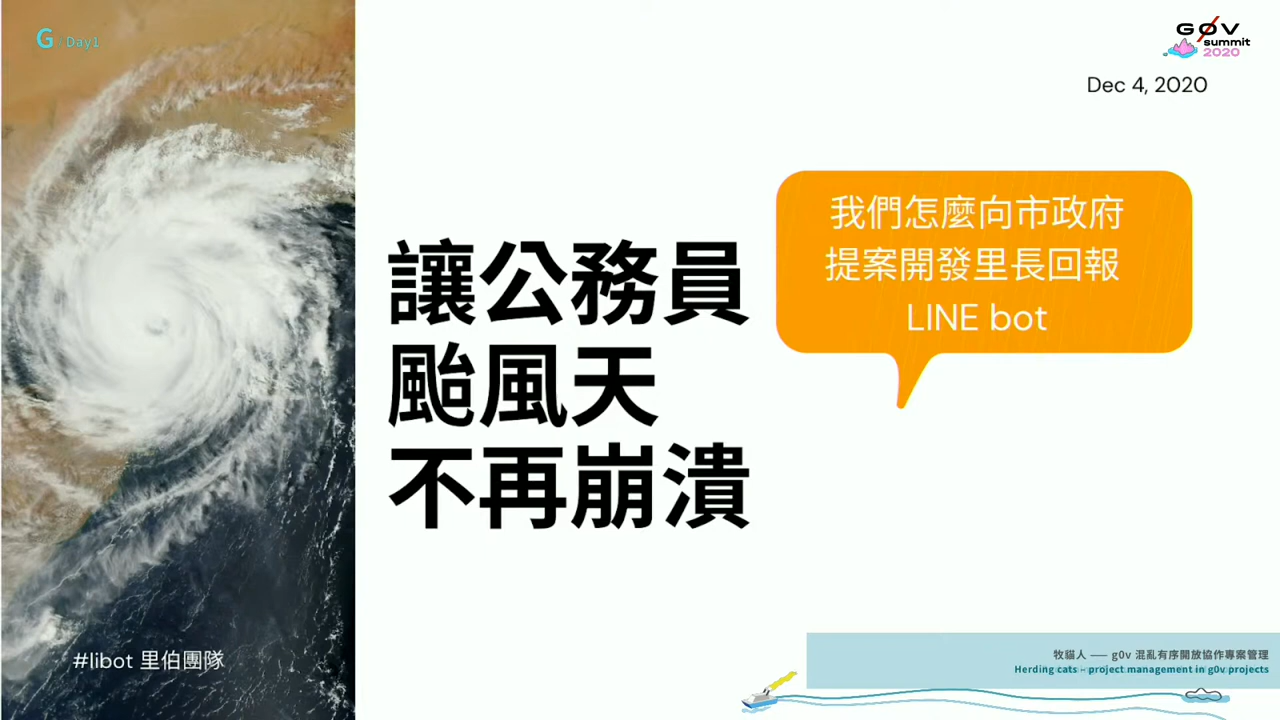 G Day1
G0V
summit
2020
Dec 4, 2020
我們怎麼向市政府
提案開發里長回報
LINE bot
讓公務員
颱風天
不再崩潰
#libot 里伯團隊
牧貓人 —— g0v 混亂有序開放協作專案管理
Herding cats - project management in g0v projects